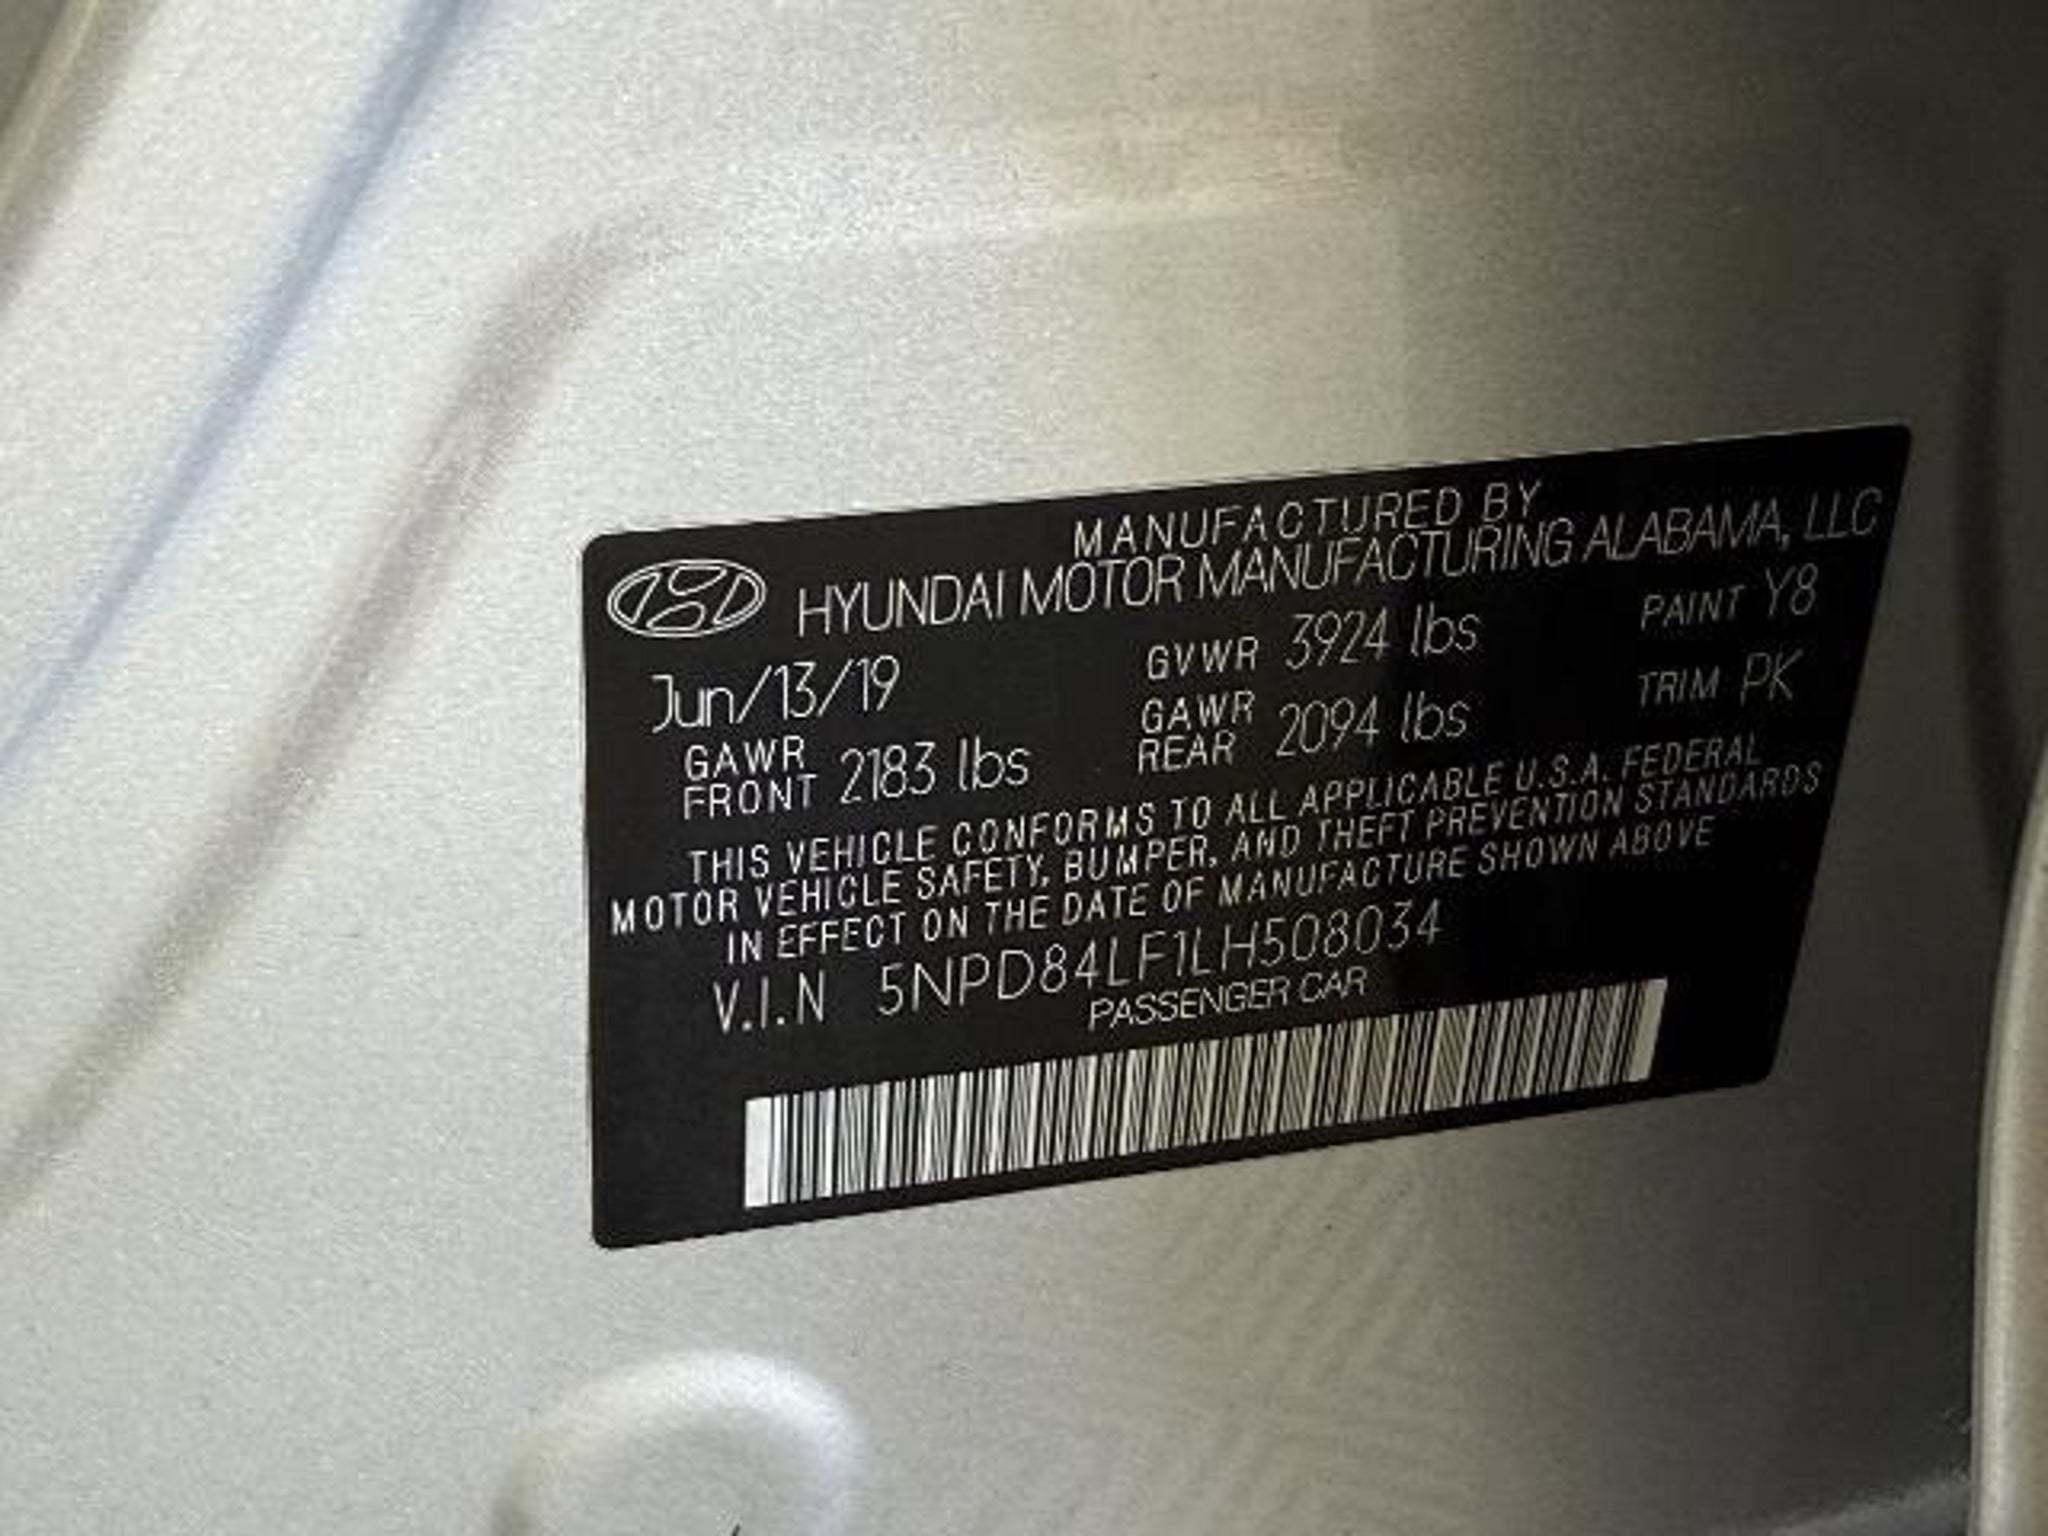 MANUFACTURED BY
HYUNDAI MOTOR MANUFACTURING ALABAMA, LLC
Jun/13/19 GVWR 3924 lbs PAINT Y8
GAWR FRONT 2183 lbs GAWR REAR 2094 lbs TRIM PK
THIS VEHICLE CONFORMS TO ALL APPLICABLE U.S.A. FEDERAL
MOTOR VEHICLE SAFETY, BUMPER, AND THEFT PREVENTION STANDARDS
IN EFFECT ON THE DATE OF MANUFACTURE SHOWN ABOVE
V.I.N 5NPD84LF1LH508034
PASSENGER CAR